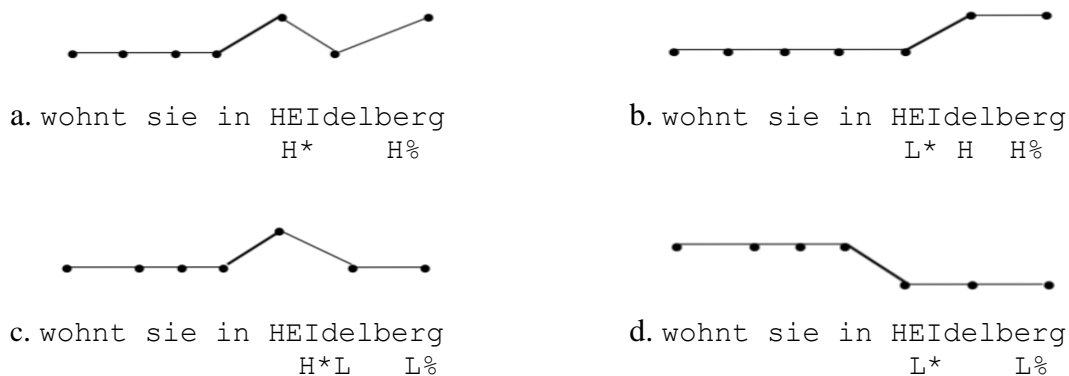 a. wohnt sie in HEIdelberg
H* H%
b. wohnt sie in HEIdelberg
L* H H%
c. wohnt sie in HEIdelberg
H*L L%
d. wohnt sie in HEIdelberg
L* L%